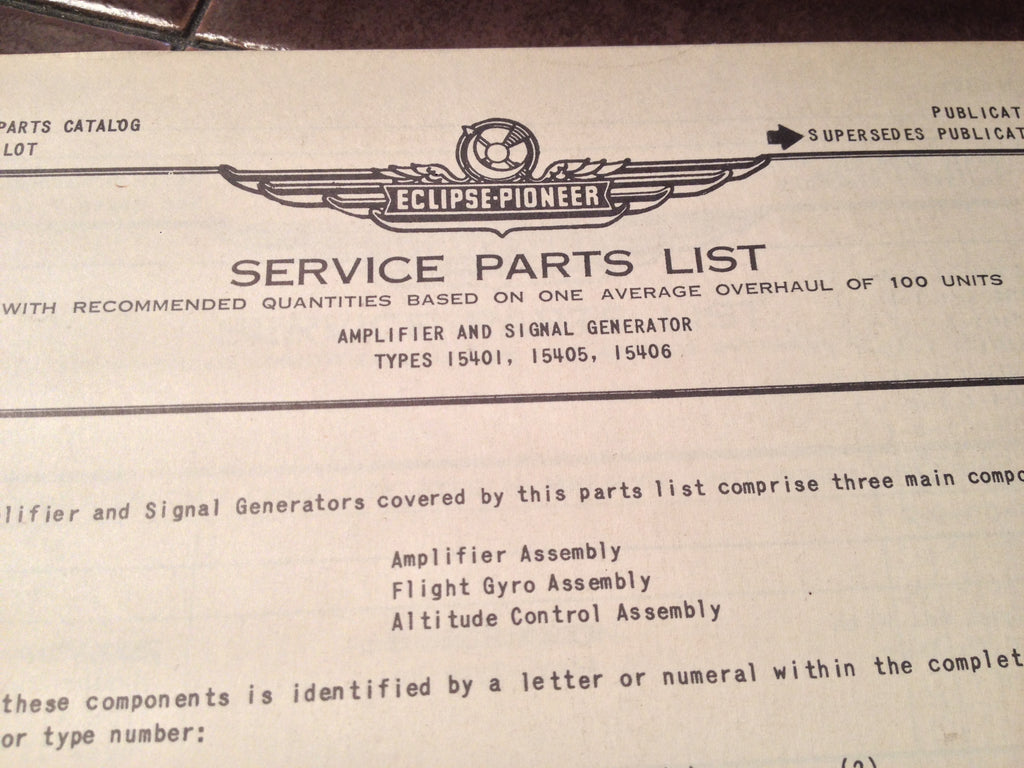 PARTS CATALOG
LOT
PUBLICAT
SUPERSEDES PUBLICAT
ECLIPSE-PIONEER
SERVICE PARTS LIST
WITH RECOMMENDED QUANTITIES BASED ON ONE AVERAGE OVERHAUL OF 100 UNITS
AMPLIFIER AND SIGNAL GENERATOR
TYPES 15401, 15405, 15406
lifier and Signal Generators covered by this parts list comprise three main compo
Amplifier Assembly
Flight Gyro Assembly
Altitude Control Assembly
these components is identified by a letter or numeral within the complet
or type number:
(2)